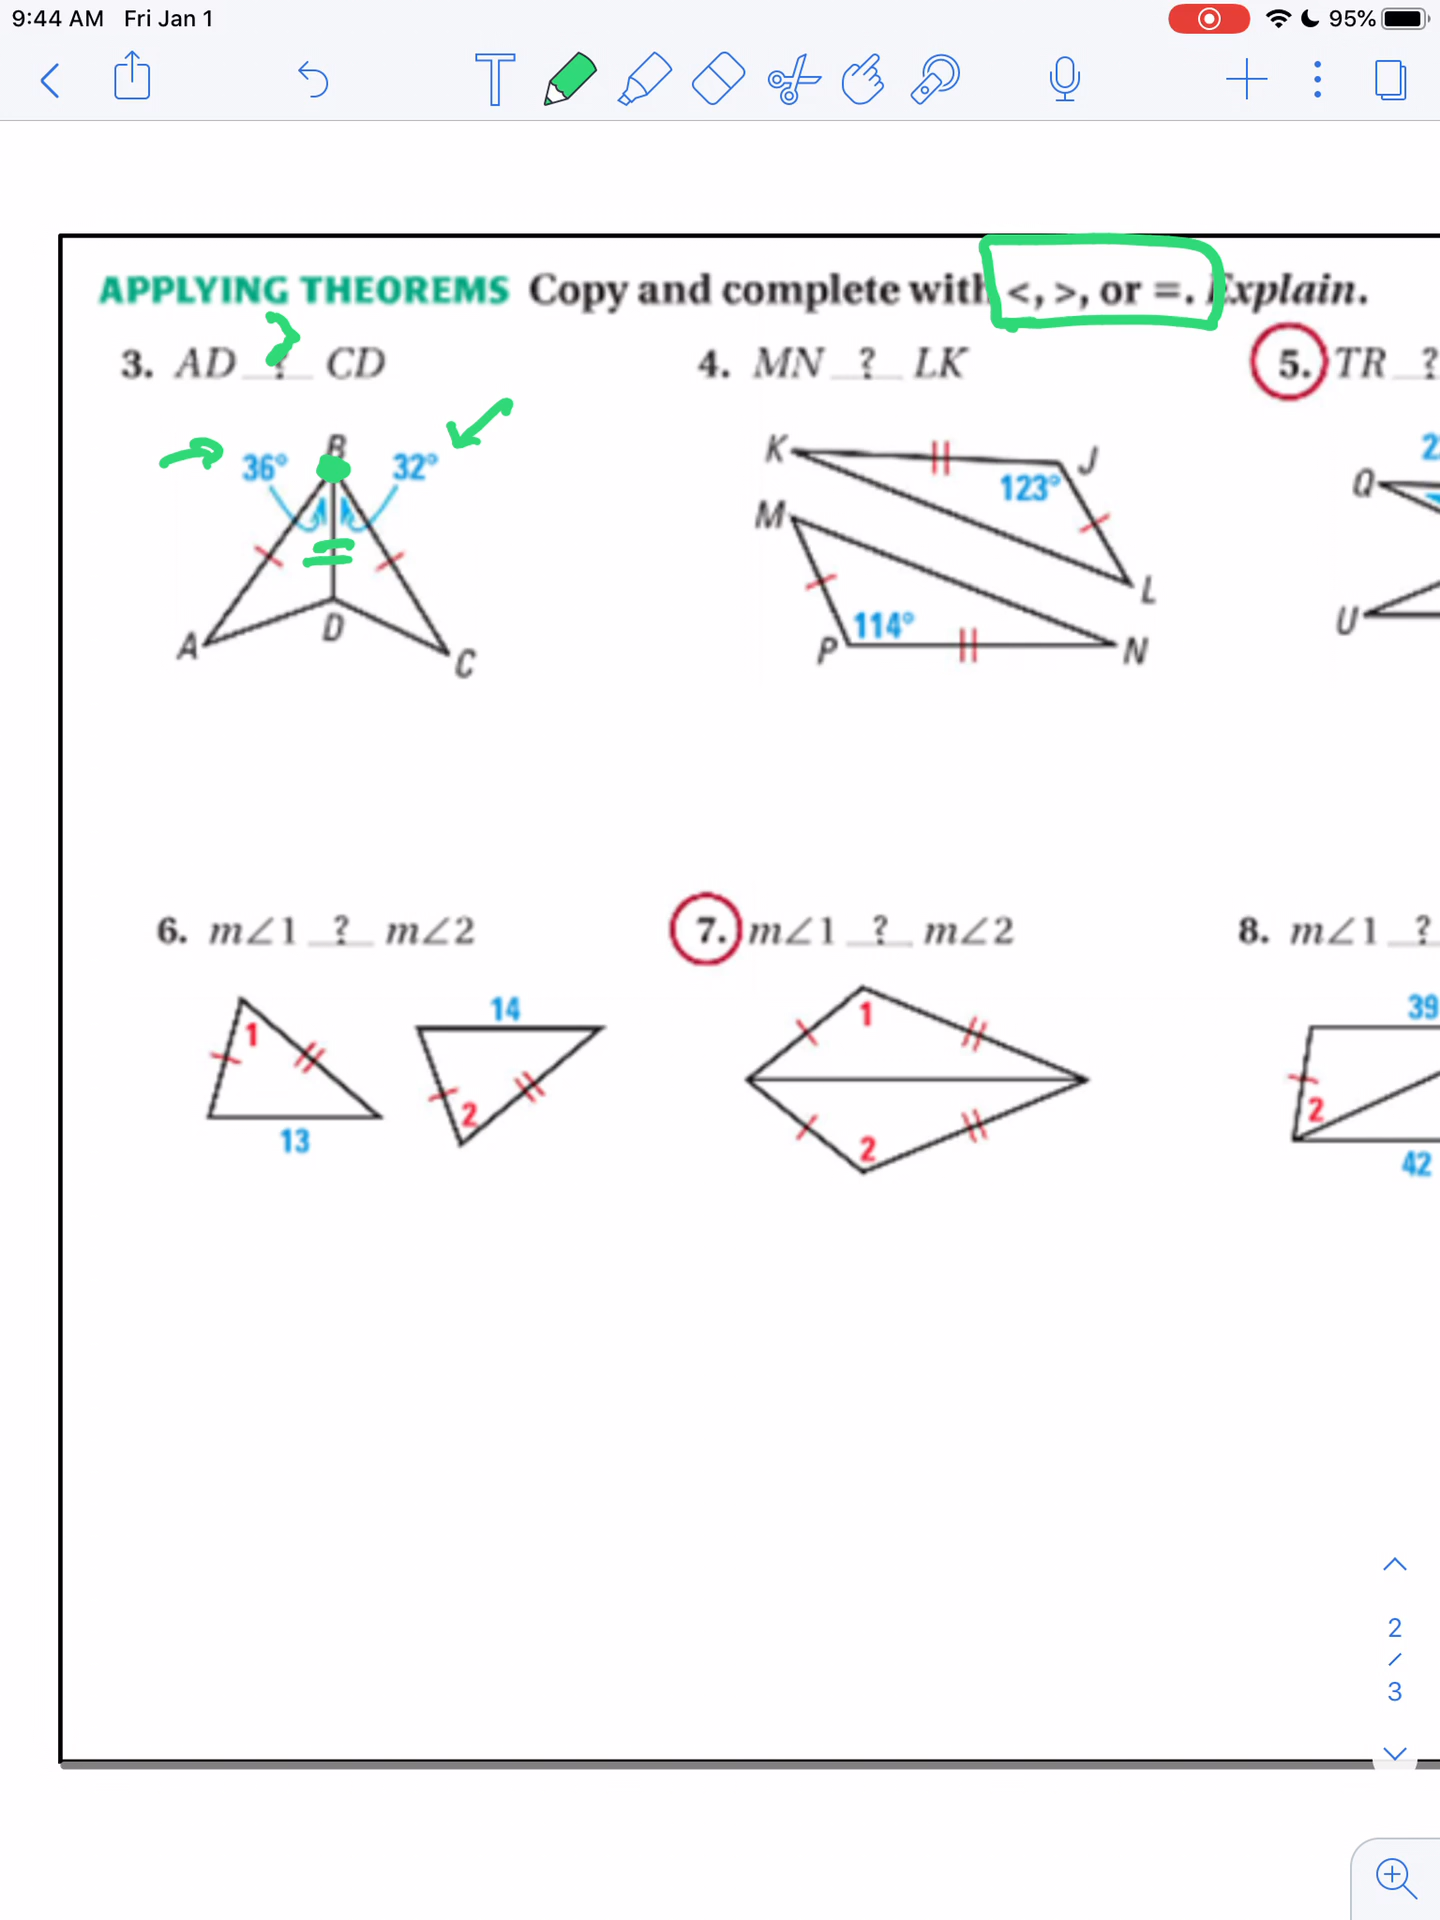 9:44 AM Fri Jan 1
95%
APPLYING THEOREMS Copy and complete with <, >, or =. Explain.
>
3. AD ? CD
4. MN ? LK
5. TR ?
B
36°
32°
A
D
C
K
J
123°
M
L
114°
P
N
Q
U
6. m∠1 ? m∠2
7. m∠1 ? m∠2
8. m∠1 ?
1
13
14
2
1
2
39
2
42
2
/
3